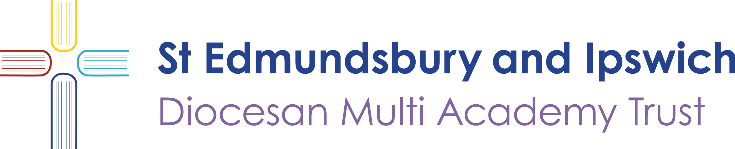 St Edmundsbury and Ipswich
Diocesan Multi Academy Trust